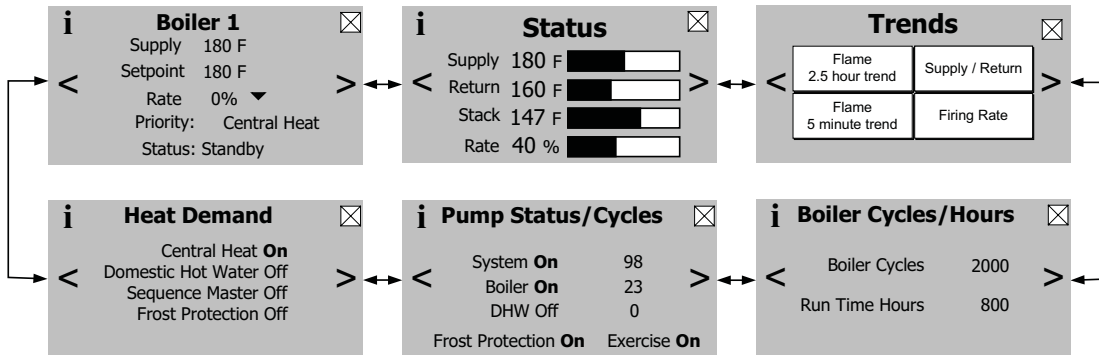 i Boiler 1
Supply 180 F
Setpoint 180 F
< >
Rate 0%
Priority: Central Heat
Status: Standby
i Status
Supply 180 F
< Return 160 F >
Stack 147 F
Rate 40 %
Trends
Flame
2.5 hour trend
Supply / Return
< >
Flame
5 minute trend
Firing Rate
i Heat Demand
Central Heat On
< Domestic Hot Water Off >
Sequence Master Off
Frost Protection Off
i Pump Status/Cycles
System On 98
< Boiler On 23 >
DHW Off 0
Frost Protection On Exercise On
i Boiler Cycles/Hours
Boiler Cycles 2000
< >
Run Time Hours 800